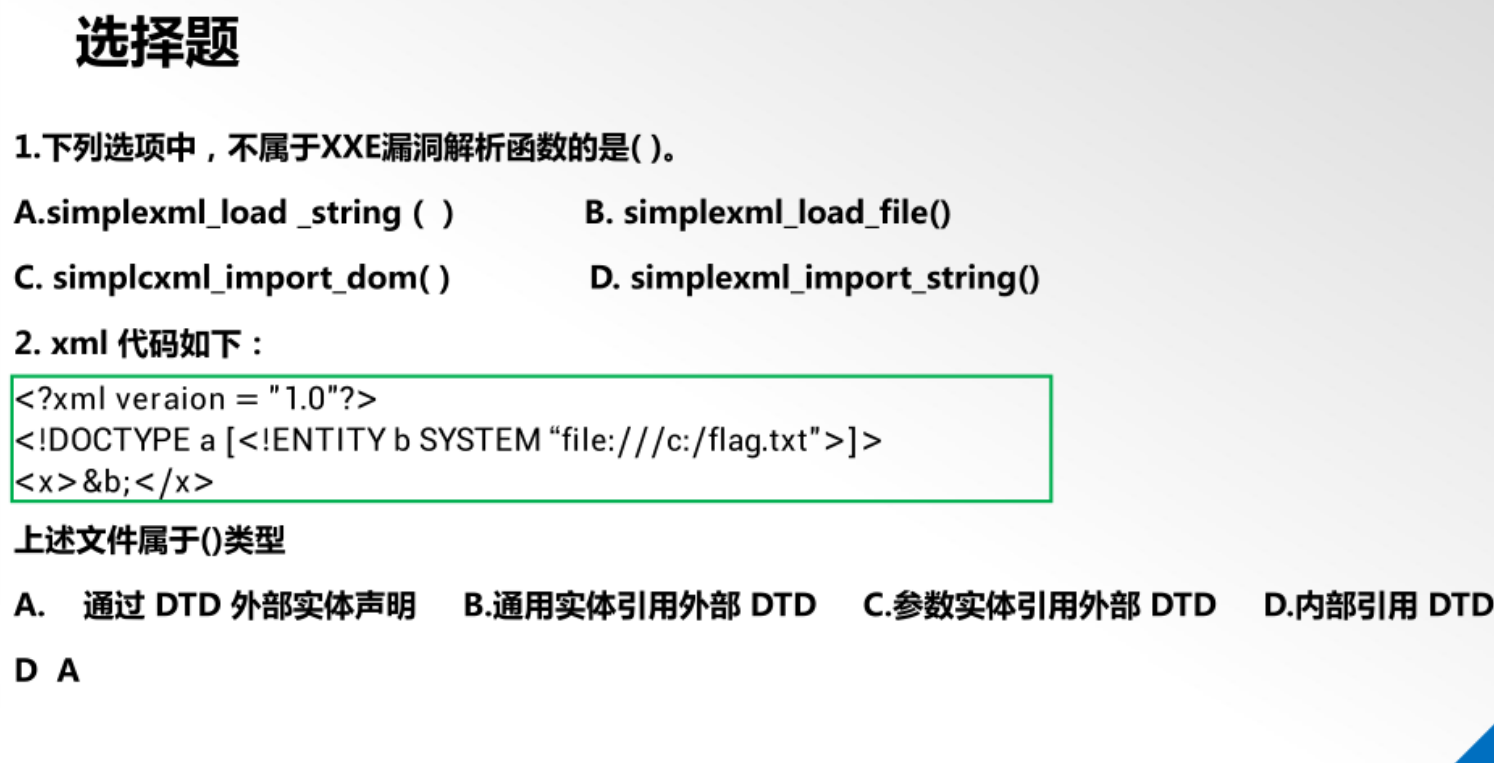 选择题
1.下列选项中，不属于XXE漏洞解析函数的是( )。
A.simplexml_load _string（ ） B. simplexml_load_file()
C. simplcxml_import_dom( ) D. simplexml_import_string()
2. xml 代码如下：
<?xml veraion = "1.0"?>
<!DOCTYPE a [<!ENTITY b SYSTEM “file:///c:/flag.txt">]>
<x>&b;</x>
上述文件属于()类型
A. 通过 DTD 外部实体声明 B.通用实体引用外部 DTD C.参数实体引用外部 DTD D.内部引用 DTD
D A